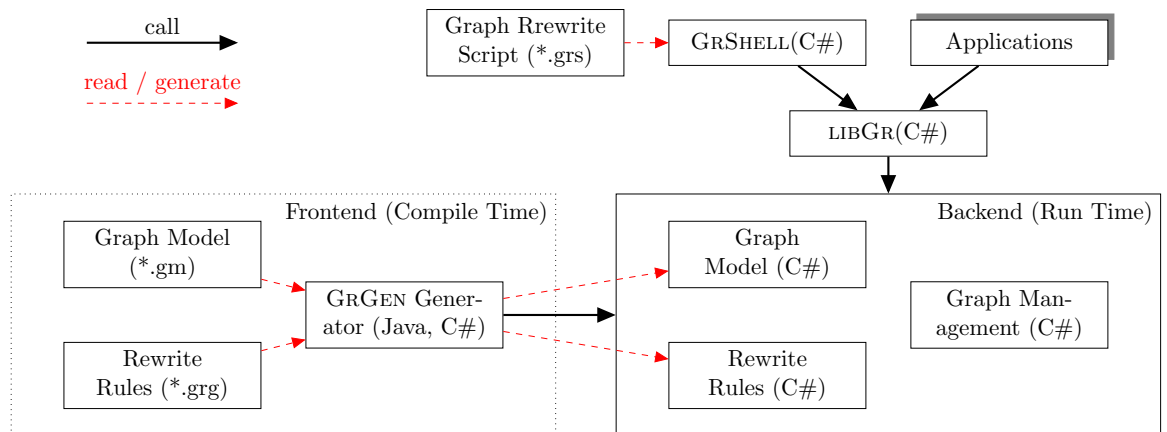 call
read / generate
Graph Rrewrite
Script (*.grs)
GRSHELL(C#)
Applications
LIBGR(C#)
Frontend (Compile Time)
Backend (Run Time)
Graph Model
(*.gm)
GRGEN Gener-
ator (Java, C#)
Rewrite
Rules (*.grg)
Graph
Model (C#)
Graph Man-
agement (C#)
Rewrite
Rules (C#)